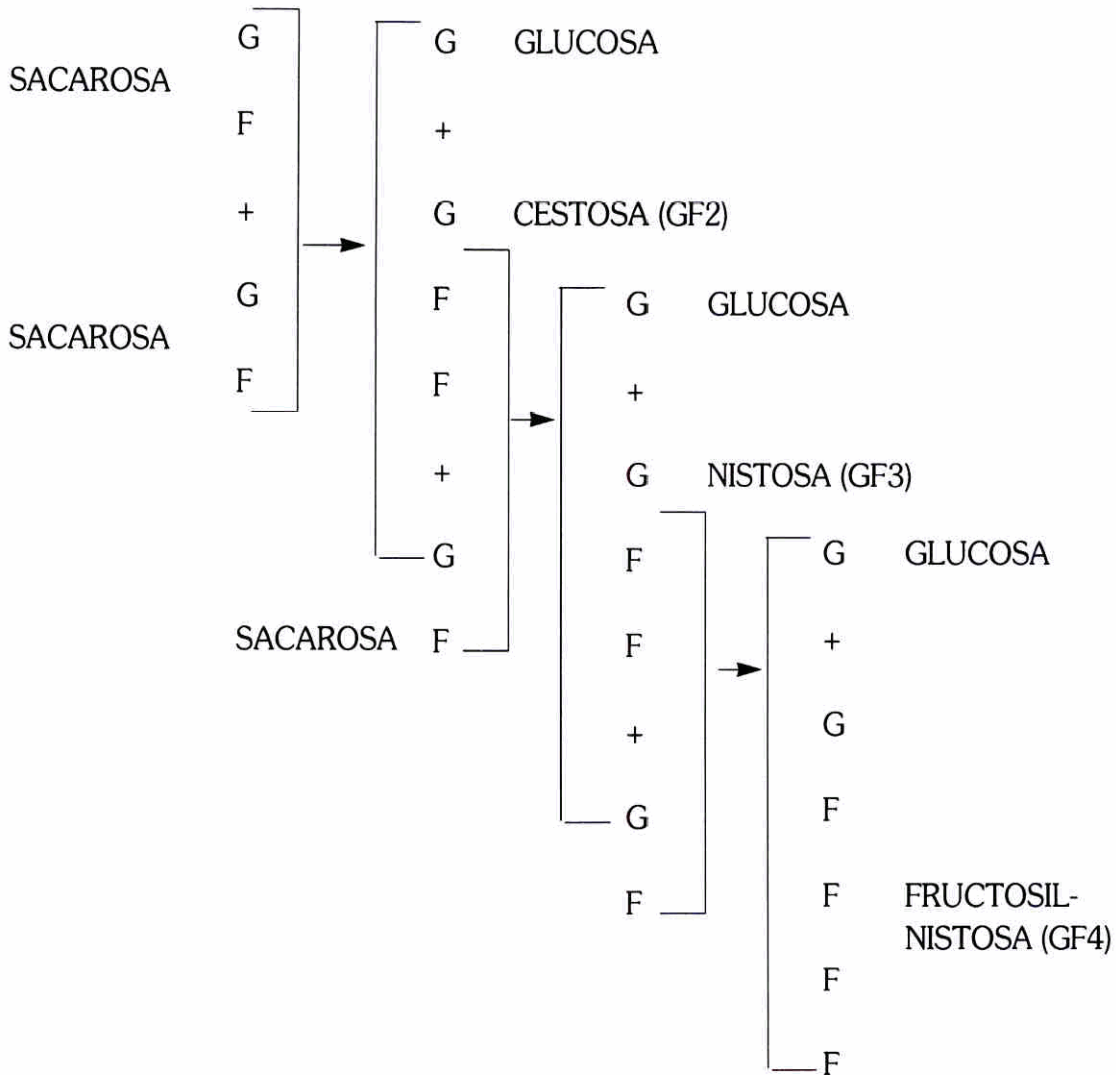 G
SACAROSA
F
+
G
SACAROSA
F
G GLUCOSA
+
G CESTOSA (GF2)
F
F
+
G
SACAROSA F
G GLUCOSA
+
G NISTOSA (GF3)
F
F
+
G
F
G GLUCOSA
+
G
F
F FRUCTOSIL-
NISTOSA (GF4)
F
F